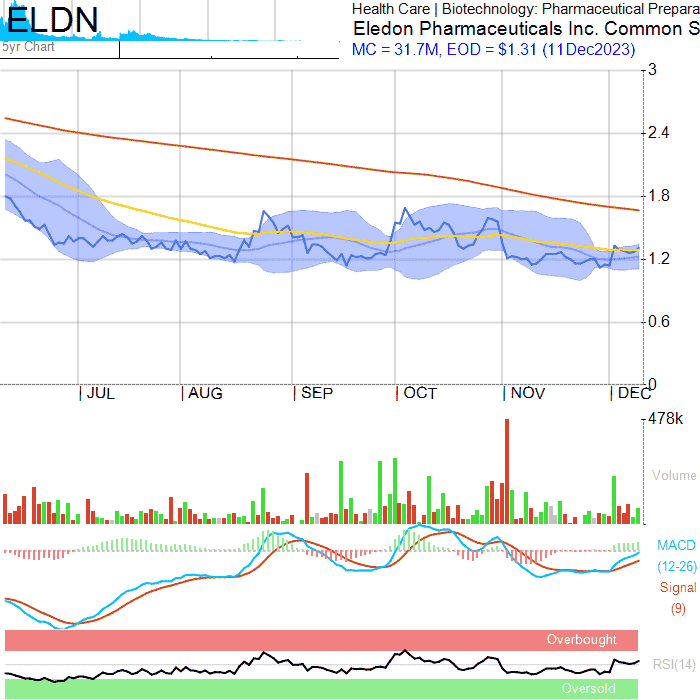 ELDN
5yr Chart
Health Care | Biotechnology: Pharmaceutical Prepara
Eledon Pharmaceuticals Inc. Common S
MC = 31.7M, EOD = $1.31 (11Dec2023)
3
2.4
1.8
1.2
0.6
0
| JUL | AUG | SEP | OCT | NOV | DEC
478k
Volume
MACD
(12-26)
Signal
(9)
Overbought
RSI(14)
Oversold